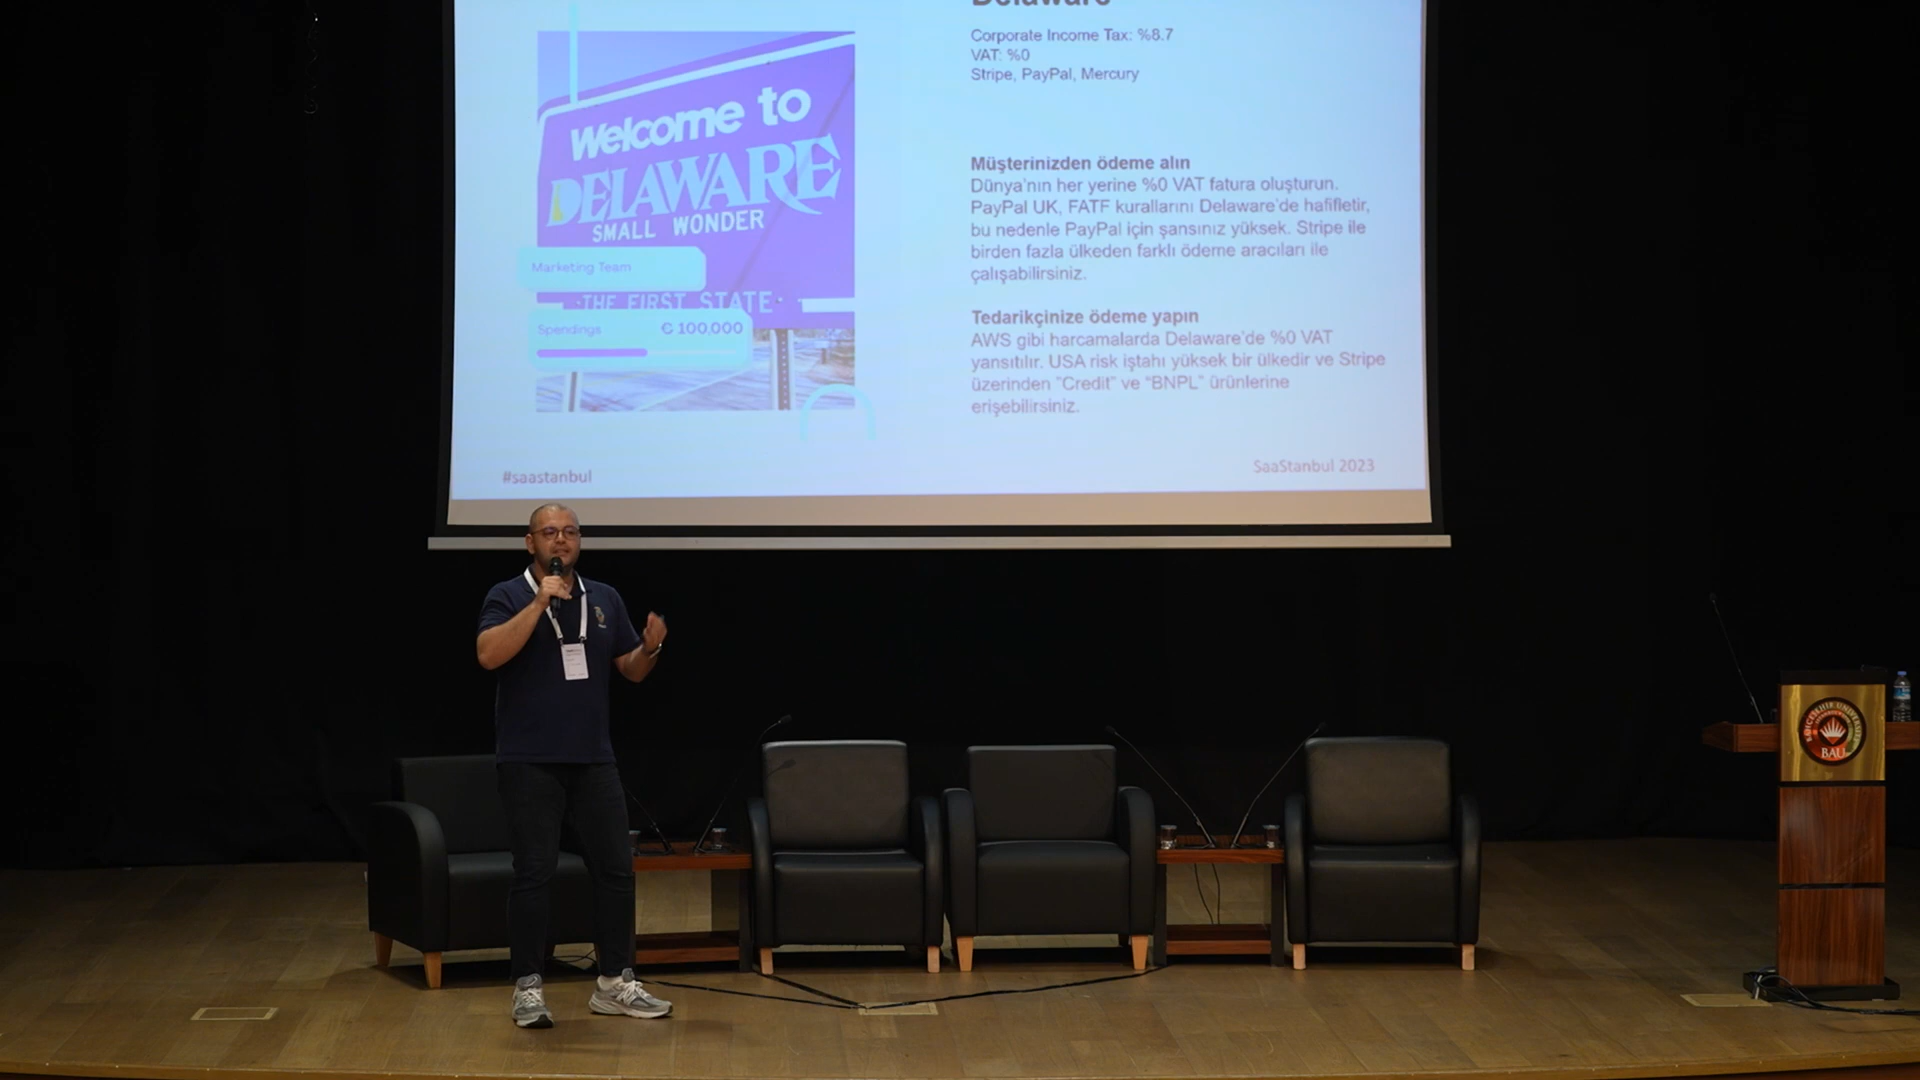 Delaware
Corporate Income Tax: %8.7
VAT: %0
Stripe, PayPal, Mercury
Welcome to
DELAWARE
SMALL WONDER
Marketing Team
·THE FIRST STATE·
Spendings € 100,000
Müşterinizden ödeme alın
Dünya'nın her yerine %0 VAT fatura oluşturun.
PayPal UK, FATF kurallarını Delaware'de hafifletir,
bu nedenle PayPal için şansınız yüksek. Stripe ile
birden fazla ülkeden farklı ödeme aracıları ile
çalışabilirsiniz.
Tedarikçinize ödeme yapın
AWS gibi harcamalarda Delaware'de %0 VAT
yansıtılır. USA risk iştahı yüksek bir ülkedir ve Stripe
üzerinden "Credit" ve "BNPL" ürünlerine
erişebilirsiniz.
#saastanbul
SaaStanbul 2023
BAHÇEŞEHİR UNIVERSITY
BAU